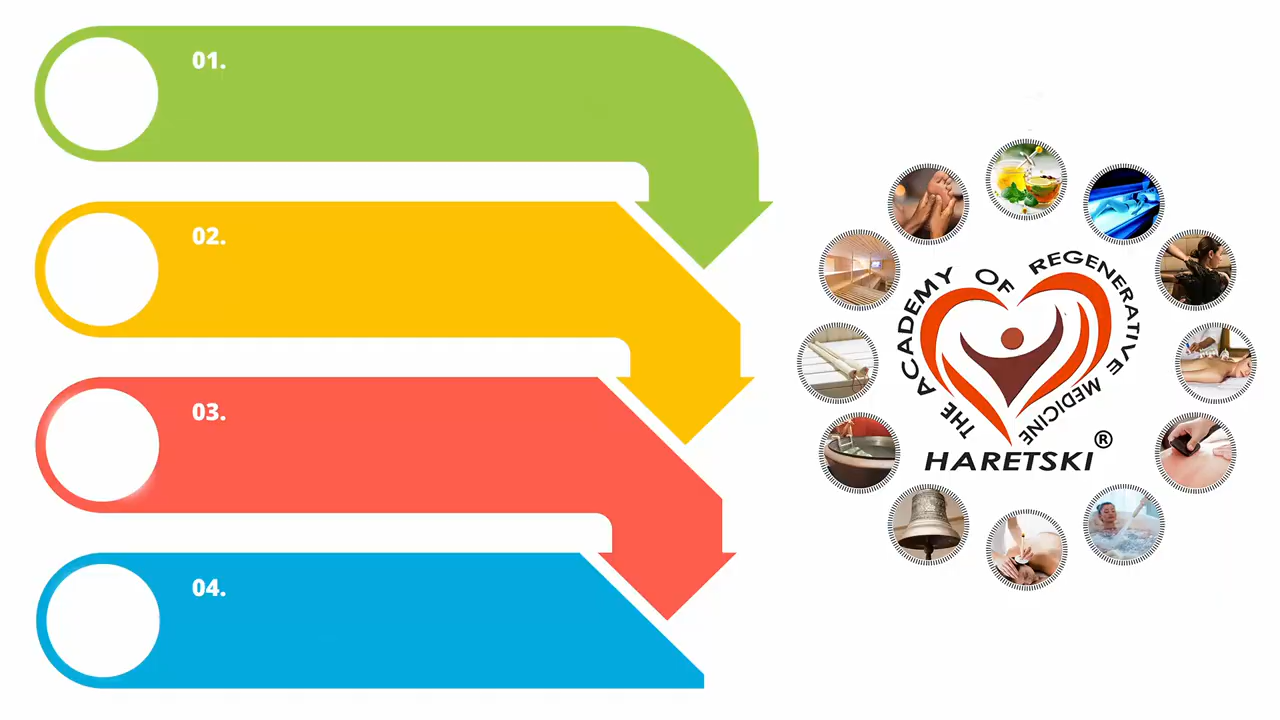 01.
02.
03.
04.
THE ACADEMY OF REGENERATIVE MEDICINE
HARETSKI®